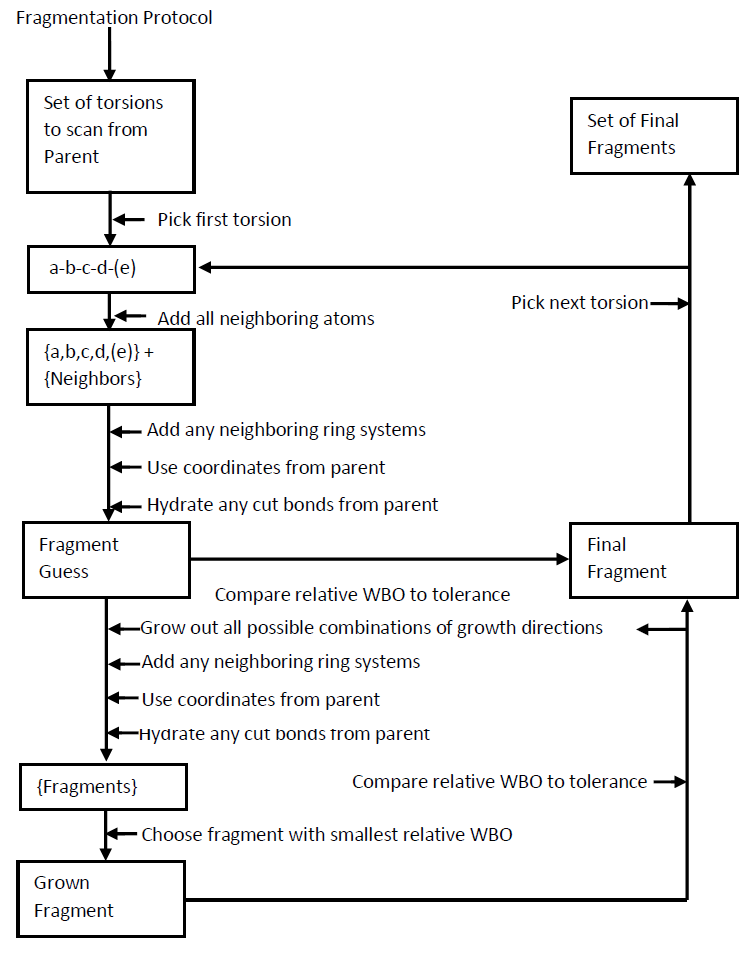 Fragmentation Protocol
Set of torsions
to scan from
Parent
Set of Final
Fragments
Pick first torsion
a-b-c-d-(e)
Pick next torsion
Add all neighboring atoms
{a,b,c,d,(e)} +
{Neighbors}
Add any neighboring ring systems
Use coordinates from parent
Hydrate any cut bonds from parent
Fragment
Guess
Final
Fragment
Compare relative WBO to tolerance
Grow out all possible combinations of growth directions
Add any neighboring ring systems
Use coordinates from parent
Hydrate any cut bonds from parent
{Fragments}
Compare relative WBO to tolerance
Choose fragment with smallest relative WBO
Grown
Fragment